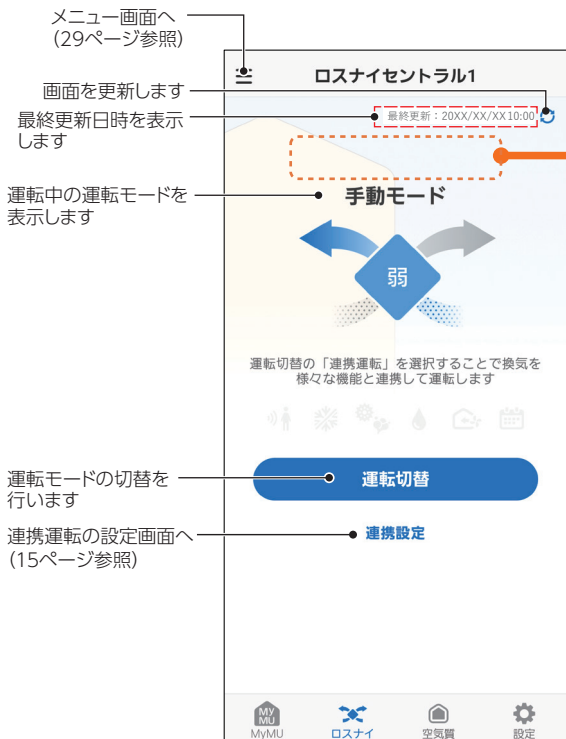 メニュー画面へ
（29ページ参照）
画面を更新します
最終更新日時を表示
します
運転中の運転モードを
表示します
運転モードの切替を
行います
連携運転の設定画面へ
（15ページ参照）
ロスナイセントラル1
最終更新：20XX/XX/XX 10:00
手動モード
弱
運転切替の「連携運転」を選択することで換気を
様々な機能と連携して運転します
運転切替
連携設定
MY
MU
MyMU
ロスナイ
空気質
設定